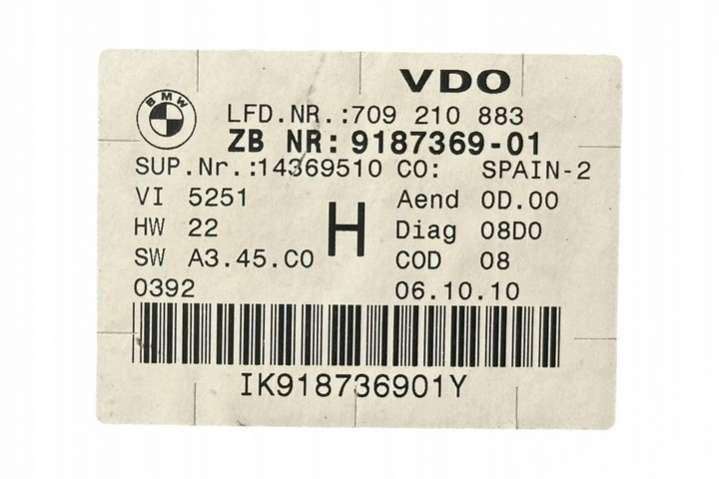 VDO
BMW
LFD.NR.:709 210 883
ZB NR: 9187369-01
SUP.Nr.:14369510 CO: SPAIN-2
VI 5251 Aend 0D.00
HW 22 H Diag 08D0
SW A3.45.C0 COD 08
0392 06.10.10
IK918736901Y